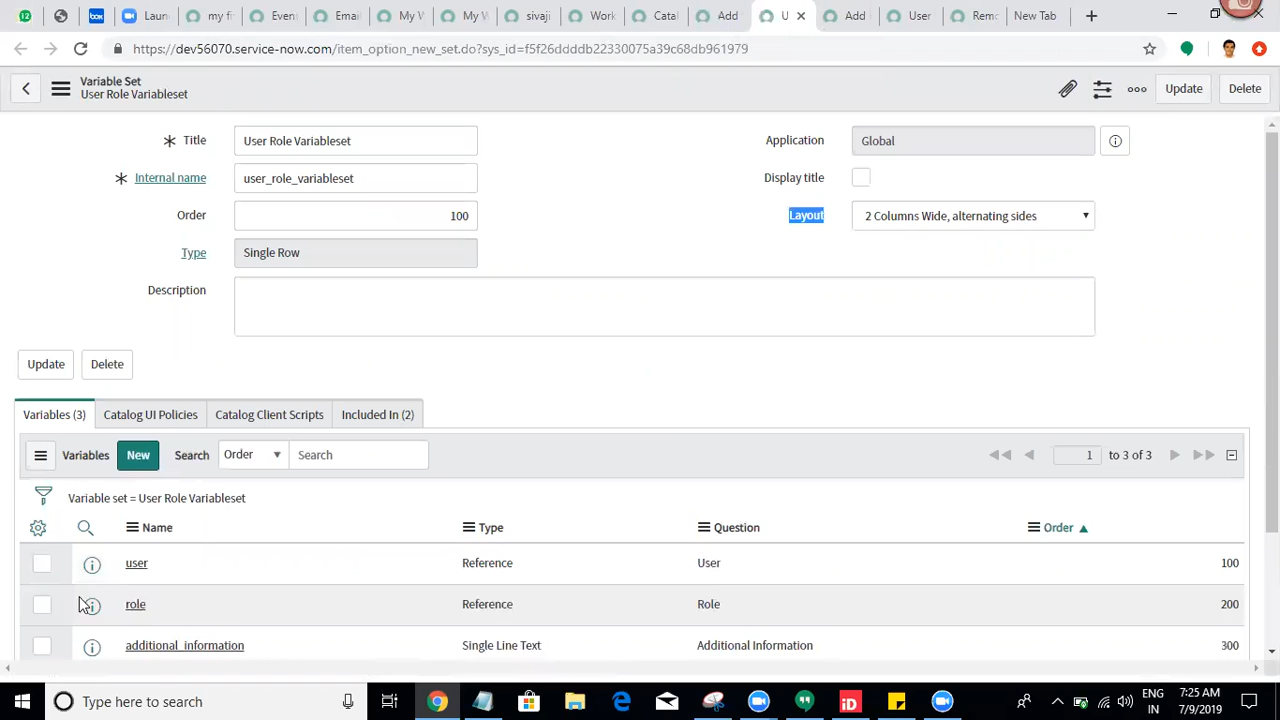 Laun
my fi
Even
Emai
My W
My W
sivaji
Work
Cata
Add
U
Add
User
Rem
New Tab
https://dev56070.service-now.com/item_option_new_set.do?sys_id=f5f26ddddb22330075a39c68db961979
Variable Set
User Role Variableset
Update
Delete
Title
User Role Variableset
Application
Global
Internal name
user_role_variableset
Display title
Order
100
Layout
2 Columns Wide, alternating sides
Type
Single Row
Description
Update
Delete
Variables (3)
Catalog UI Policies
Catalog Client Scripts
Included In (2)
Variables
New
Search
Order
Search
1
to 3 of 3
Variable set = User Role Variableset
Name
Type
Question
Order
user
Reference
User
100
role
Reference
Role
200
additional_information
Single Line Text
Additional Information
300
Type here to search
ENG
IN
7:25 AM
7/9/2019